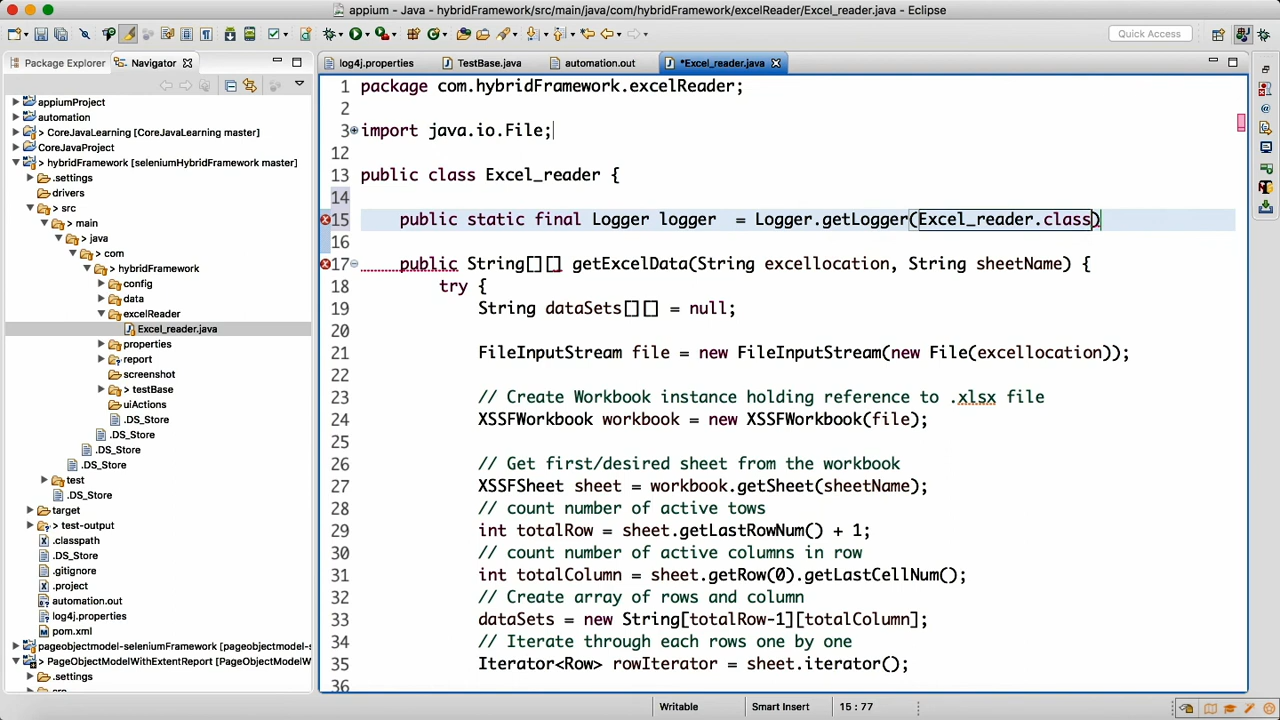 appium - Java - hybridFramework/src/main/java/com/hybridFramework/excelReader/Excel_reader.java - Eclipse
Quick Access
Package Explorer
Navigator
log4j.properties
TestBase.java
automation.out
*Excel_reader.java
appiumProject
automation
> CoreJavaLearning [CoreJavaLearning master]
CoreJavaProject
> hybridFramework [seleniumHybridFramework master]
.settings
drivers
> src
> main
> java
> com
> hybridFramework
config
data
excelReader
Excel_reader.java
properties
report
screenshot
> testBase
uiActions
.DS_Store
.DS_Store
.DS_Store
.DS_Store
test
.DS_Store
target
> test-output
.classpath
.DS_Store
.gitignore
.project
automation.out
log4j.properties
pom.xml
pageobjectmodel-seleniumFramework [pageobjectmodel-s
> PageObjectModelWithExtentReport [PageObjectModelW
.settings
src
1 package com.hybridFramework.excelReader;
2
3 import java.io.File;
12
13 public class Excel_reader {
14
15 public static final Logger logger  = Logger.getLogger(Excel_reader.class)
16
17 public String[][] getExcelData(String excellocation, String sheetName) {
18 try {
19 String dataSets[][] = null;
20
21 FileInputStream file = new FileInputStream(new File(excellocation));
22
23 // Create Workbook instance holding reference to .xlsx file
24 XSSFWorkbook workbook = new XSSFWorkbook(file);
25
26 // Get first/desired sheet from the workbook
27 XSSFSheet sheet = workbook.getSheet(sheetName);
28 // count number of active tows
29 int totalRow = sheet.getLastRowNum() + 1;
30 // count number of active columns in row
31 int totalColumn = sheet.getRow(0).getLastCellNum();
32 // Create array of rows and column
33 dataSets = new String[totalRow-1][totalColumn];
34 // Iterate through each rows one by one
35 Iterator<Row> rowIterator = sheet.iterator();
36
Writable
Smart Insert
15 : 77